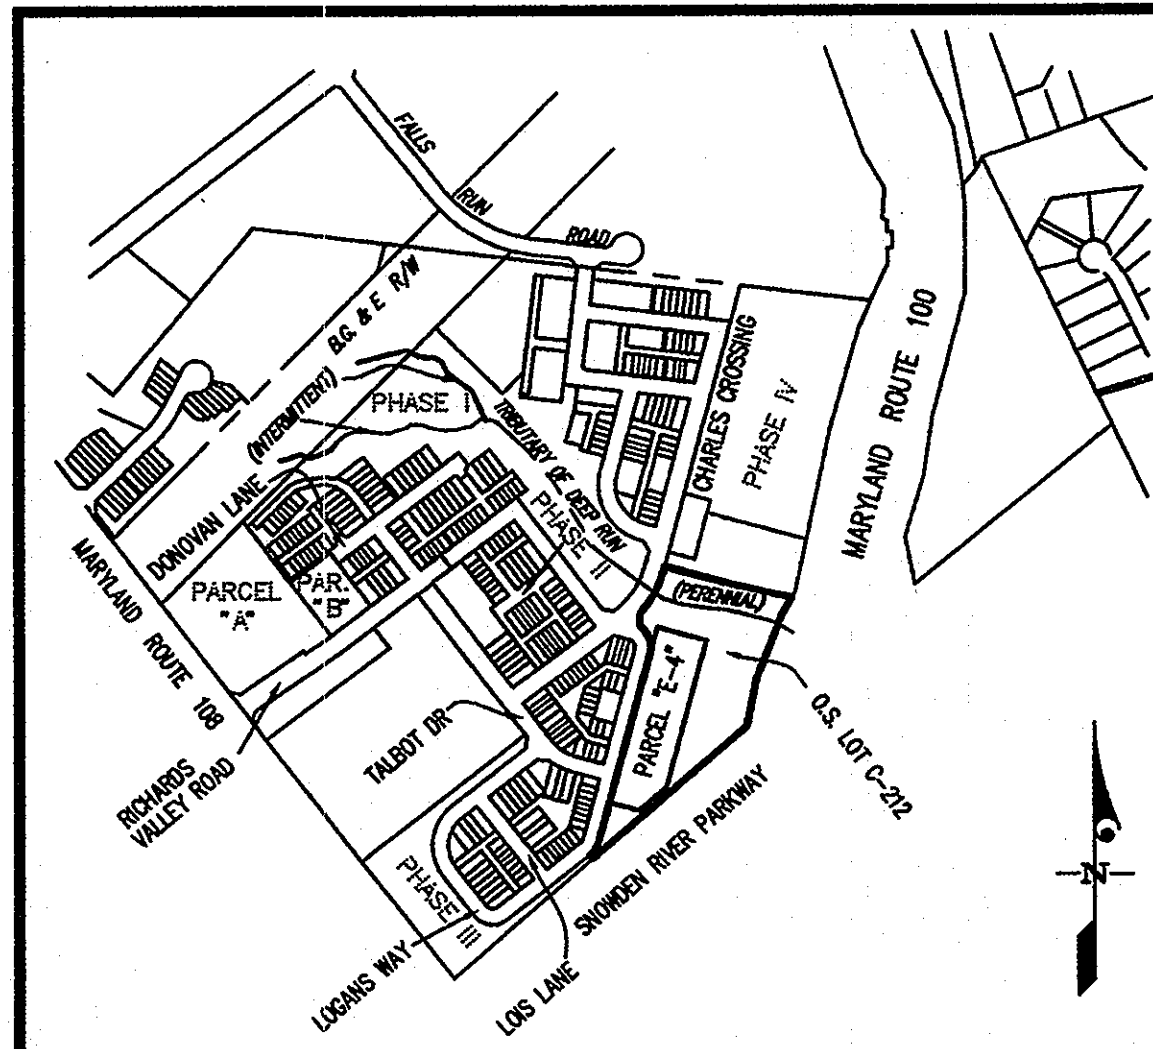 FALLS
RUN
ROAD
B.G. & E R/W
(INTERMITTENT)
PHASE I
TRIBUTARY OF DEEP RUN
CHARLES CROSSING
PHASE IV
MARYLAND ROUTE 100
DONOVAN LANE
PHASE II
PARCEL
"A"
PAR.
"B"
(PERENNIAL)
MARYLAND ROUTE 108
PARCEL "E-4"
O.S. LOT C-212
TALBOT DR
RICHARDS
VALLEY ROAD
PHASE III
SNOWDEN RIVER PARKWAY
LOGANS WAY
LOIS LANE
N